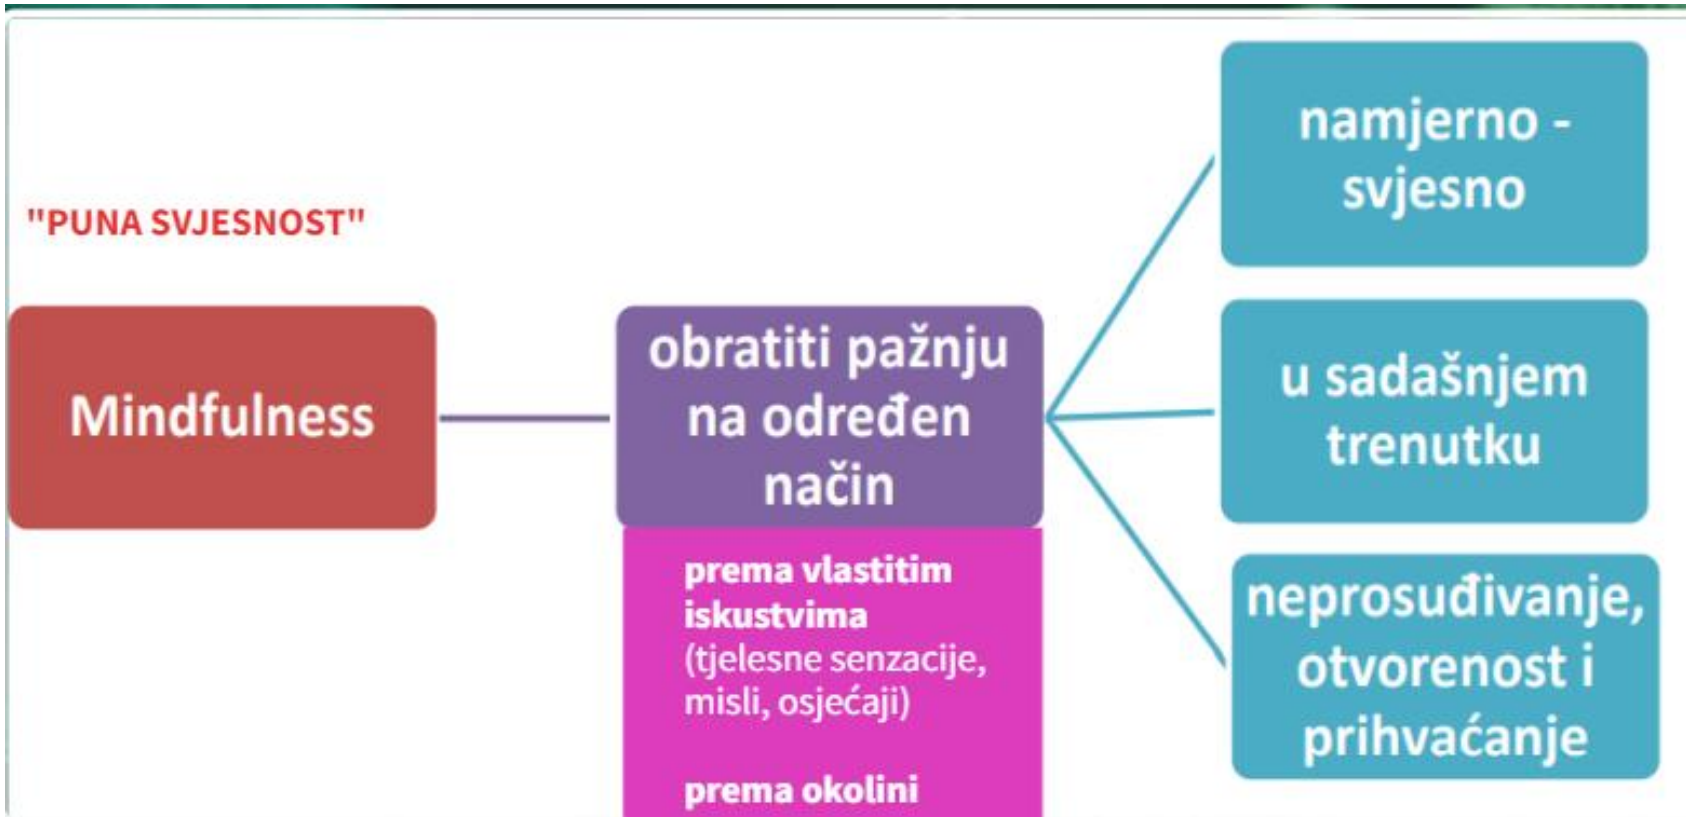 "PUNA SVJESNOST"
Mindfulness
obratiti pažnju
na određen
način
prema vlastitim
iskustvima
(tjelesne senzacije,
misli, osjećaji)
prema okolini
namjerno -
svjesno
u sadašnjem
trenutku
neprosuđivanje,
otvorenost i
prihvaćanje